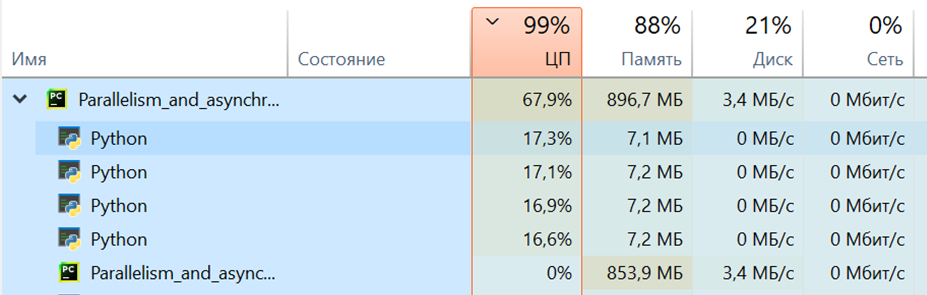 99% 88% 21% 0%
Имя Состояние ЦП Память Диск Сеть
Parallelism_and_asynchr... 67,9% 896,7 МБ 3,4 МБ/с 0 Мбит/с
Python 17,3% 7,1 МБ 0 МБ/с 0 Мбит/с
Python 17,1% 7,2 МБ 0 МБ/с 0 Мбит/с
Python 16,9% 7,2 МБ 0 МБ/с 0 Мбит/с
Python 16,6% 7,2 МБ 0 МБ/с 0 Мбит/с
Parallelism_and_async... 0% 853,9 МБ 3,4 МБ/с 0 Мбит/с